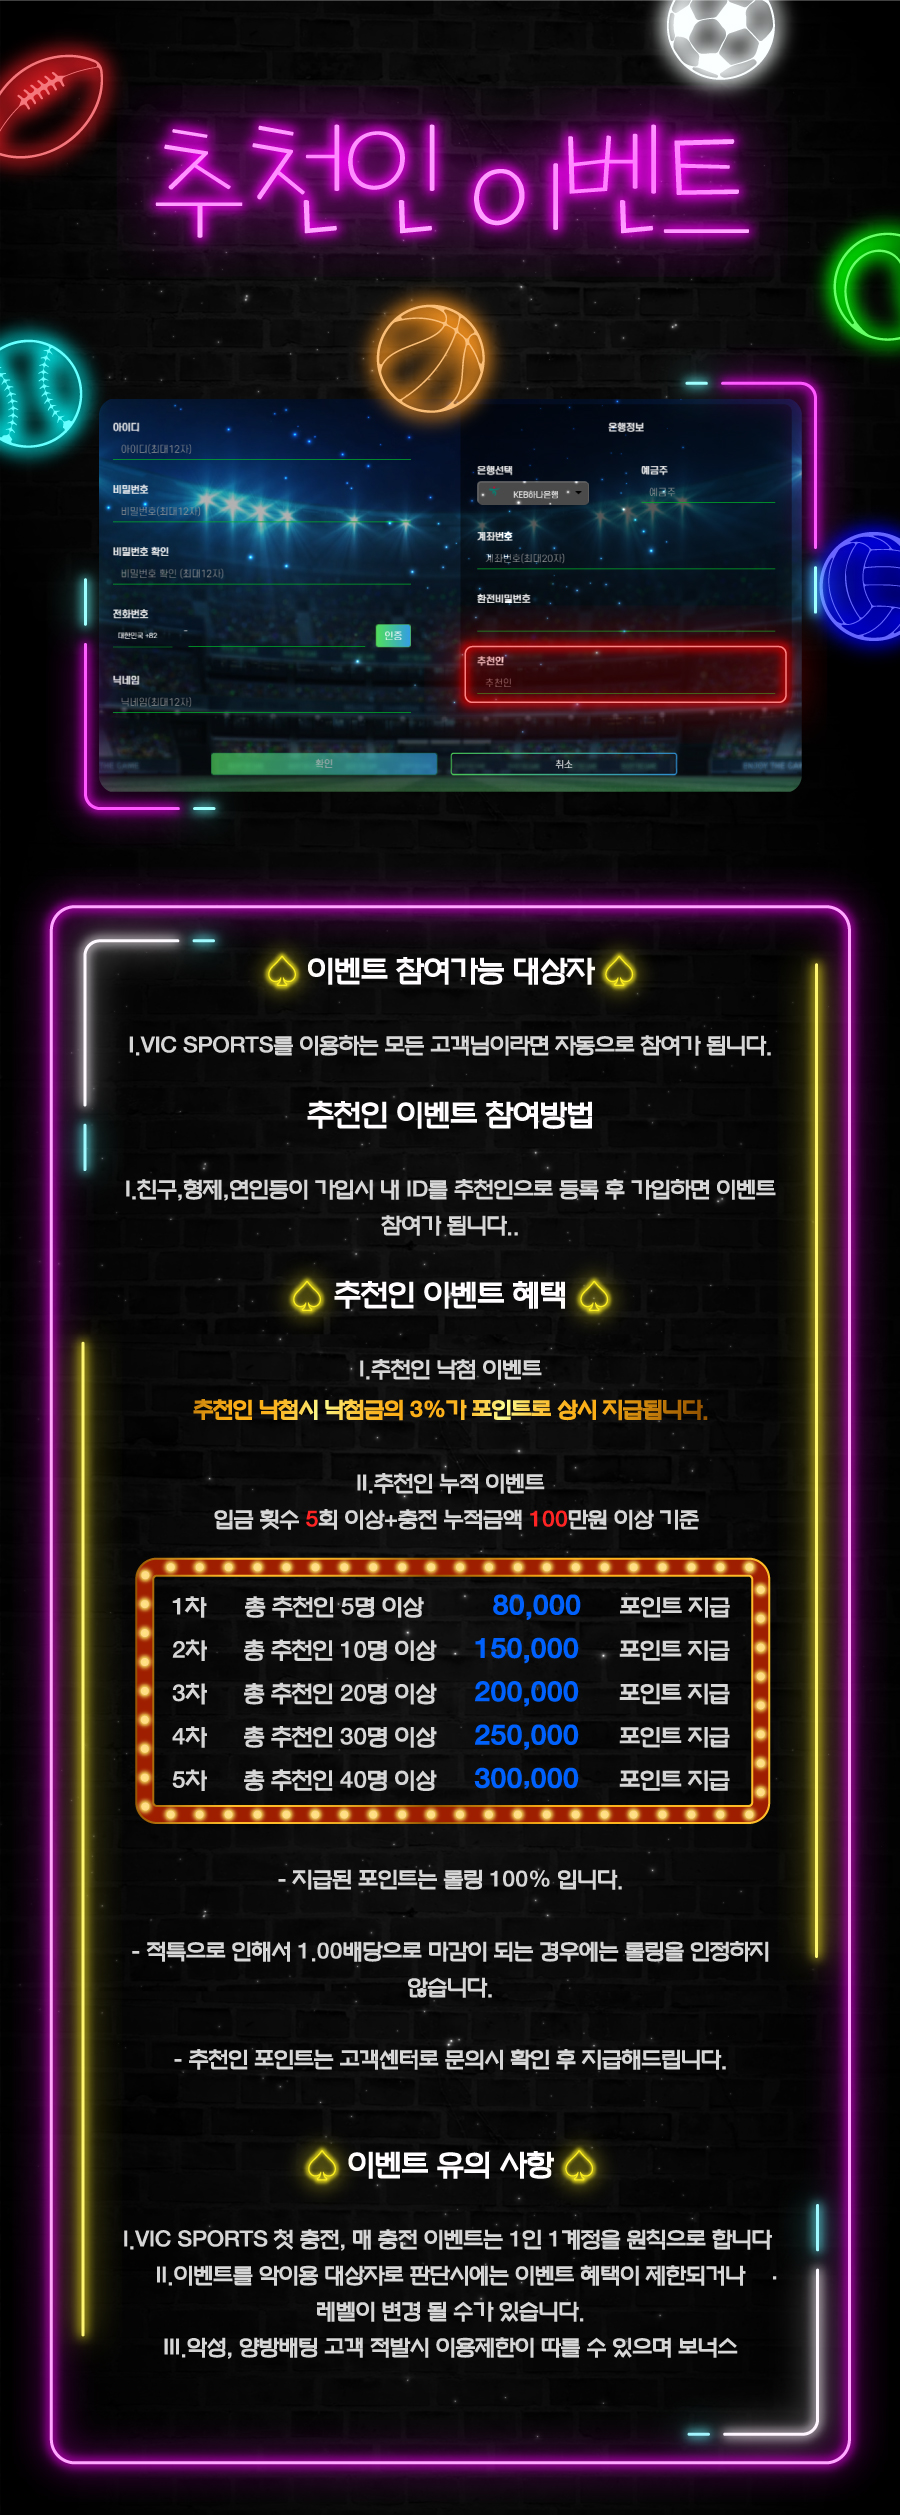 추천인 이벤트
아이디
아이디(최대12자)
비밀번호
비밀번호(최대12자)
비밀번호 확인
비밀번호 확인 (최대12자)
전화번호
대한민국 +82
인증
닉네임
닉네임(최대12자)
은행정보
은행선택
예금주
KEB하나은행
예금주
계좌번호
계좌번호(최대20자)
환전비밀번호
추천인
추천인
확인
취소
이벤트 참여가능 대상자
I.VIC SPORTS를 이용하는 모든 고객님이라면 자동으로 참여가 됩니다.
추천인 이벤트 참여방법
I.친구,형제,연인등이 가입시 내 ID를 추천인으로 등록 후 가입하면 이벤트
참여가 됩니다..
추천인 이벤트 혜택
I.추천인 낙첨 이벤트
추천인 낙첨시 낙첨금의 3%가 포인트로 상시 지급됩니다.
II.추천인 누적 이벤트
입금 횟수 5회 이상+충전 누적금액 100만원 이상 기준
1차 총 추천인 5명 이상 80,000 포인트 지급
2차 총 추천인 10명 이상 150,000 포인트 지급
3차 총 추천인 20명 이상 200,000 포인트 지급
4차 총 추천인 30명 이상 250,000 포인트 지급
5차 총 추천인 40명 이상 300,000 포인트 지급
- 지급된 포인트는 롤링 100% 입니다.
- 적특으로 인해서 1.00배당으로 마감이 되는 경우에는 롤링을 인정하지
않습니다.
- 추천인 포인트는 고객센터로 문의시 확인 후 지급해드립니다.
이벤트 유의 사항
I.VIC SPORTS 첫 충전, 매 충전 이벤트는 1인 1계정을 원칙으로 합니다
II.이벤트를 악이용 대상자로 판단시에는 이벤트 혜택이 제한되거나 .
레벨이 변경 될 수가 있습니다.
III.악성, 양방배팅 고객 적발시 이용제한이 따를 수 있으며 보너스